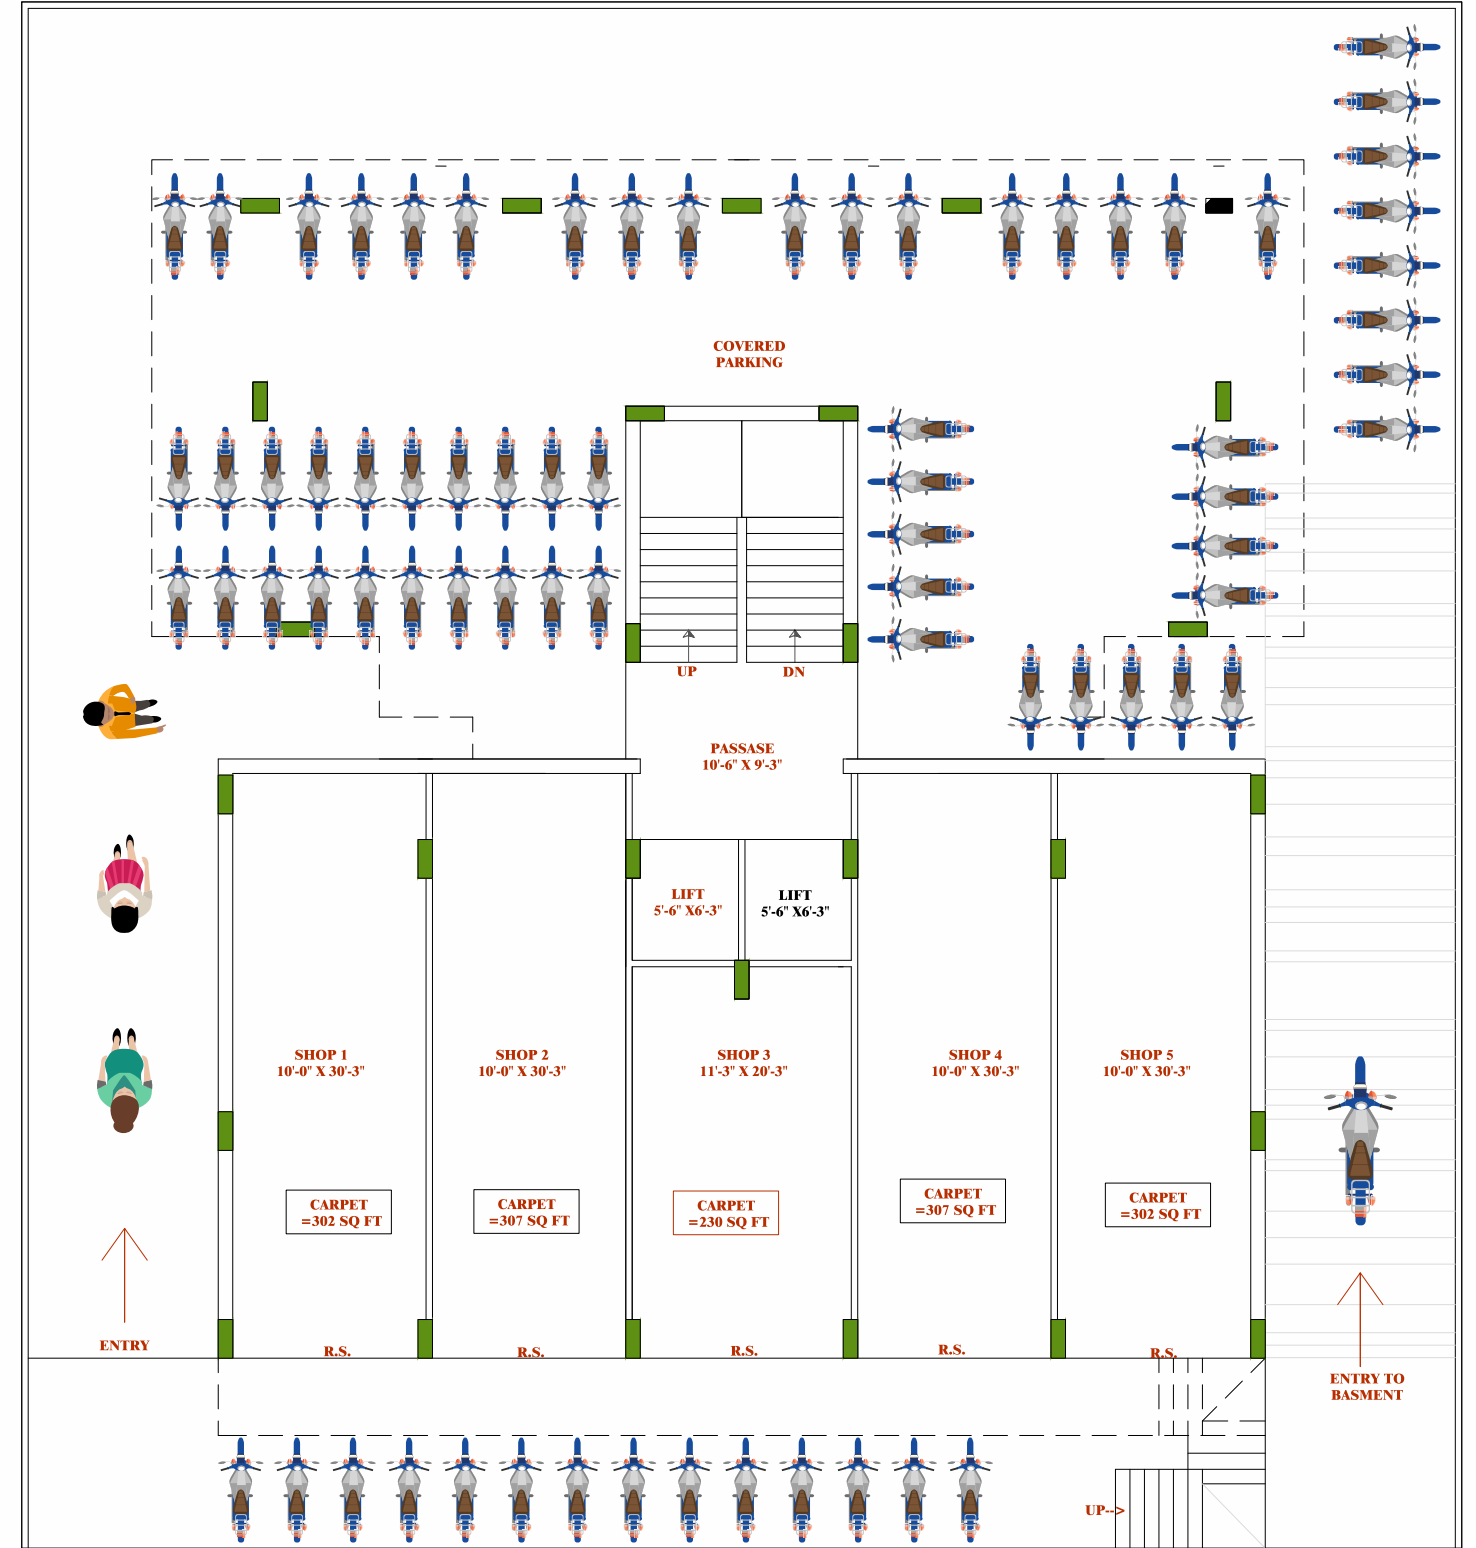 COVERED
PARKING
UP
DN
PASSASE
10'-6" X 9'-3"
LIFT
5'-6" X6'-3"
LIFT
5'-6" X6'-3"
SHOP 1
10'-0" X 30'-3"
SHOP 2
10'-0" X 30'-3"
SHOP 3
11'-3" X 20'-3"
SHOP 4
10'-0" X 30'-3"
SHOP 5
10'-0" X 30'-3"
CARPET
=302 SQ FT
CARPET
=307 SQ FT
CARPET
=230 SQ FT
CARPET
=307 SQ FT
CARPET
=302 SQ FT
ENTRY
R.S.
R.S.
R.S.
R.S.
R.S.
ENTRY TO
BASMENT
UP-->